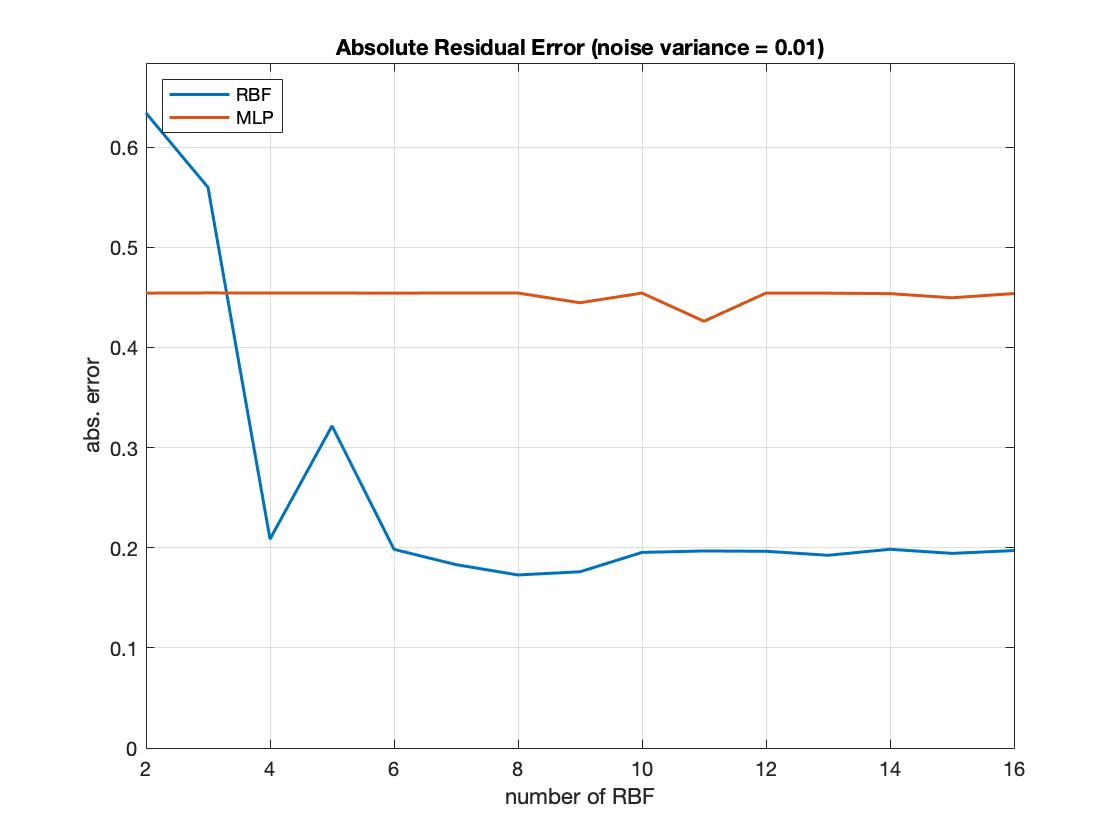 Absolute Residual Error (noise variance = 0.01)
RBF
MLP
abs. error
0.6
0.5
0.4
0.3
0.2
0.1
0
2 4 6 8 10 12 14 16
number of RBF